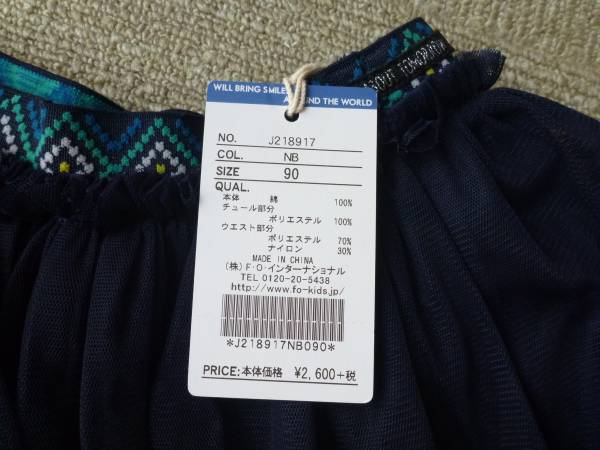 WILL BRING SMILES AROUND THE WORLD
NO. J218917
COL. NB
SIZE 90
QUAL.
本体 綿 100%
チュール部分
ポリエステル 100%
ウエスト部分
ポリエステル 70%
ナイロン 30%
MADE IN CHINA
(株)F・O・インターナショナル
TEL 0120-20-5438
http://www.fo-kids.jp/
*J218917NB090*
PRICE:本体価格 ¥2,600+税
TOMORROW